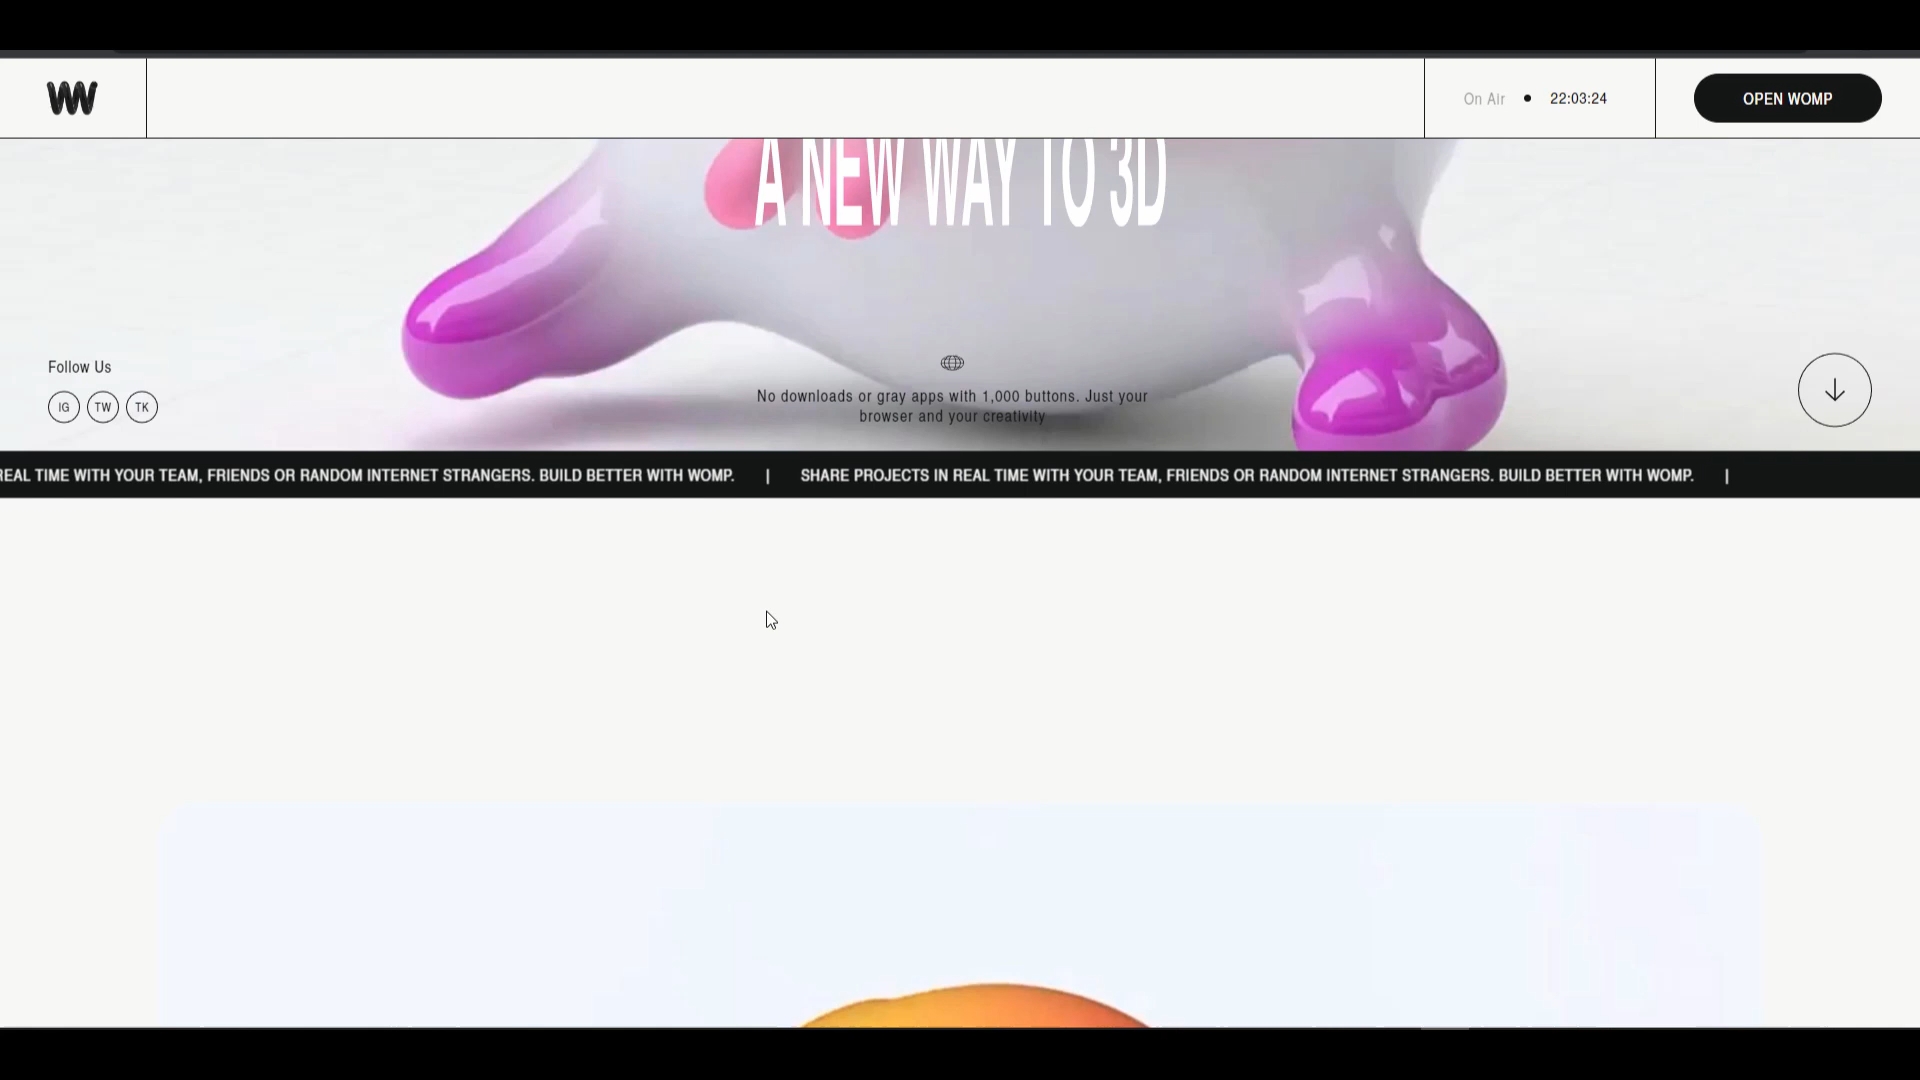 On Air
22:03:24
OPEN WOMP
A NEW WAY TO 3D
Follow Us
IG TW TK
No downloads or gray apps with 1,000 buttons. Just your
browser and your creativity
REAL TIME WITH YOUR TEAM, FRIENDS OR RANDOM INTERNET STRANGERS. BUILD BETTER WITH WOMP. | SHARE PROJECTS IN REAL TIME WITH YOUR TEAM, FRIENDS OR RANDOM INTERNET STRANGERS. BUILD BETTER WITH WOMP. |